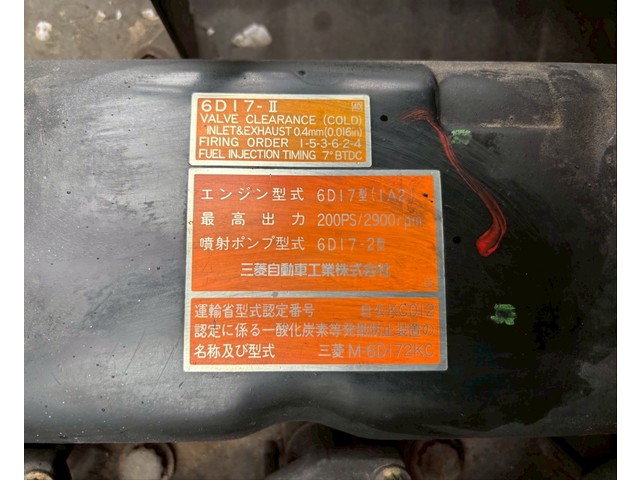 6D17-Ⅱ 40
VALVE CLEARANCE (COLD)
INLET&EXHAUST 0.4mm(0.016in)
FIRING ORDER 1-5-3-6-2-4
FUEL INJECTION TIMING 7°BTDC
エンジン型式 6D17型(1A2)
最高出力 200PS/2900rpm
噴射ポンプ型式 6D17-2型
三菱自動車工業株式会社
運輸省型式認定番号
認定に係る一酸化炭素等発散防止装置の
名称及び型式 三菱 M-6D172KC